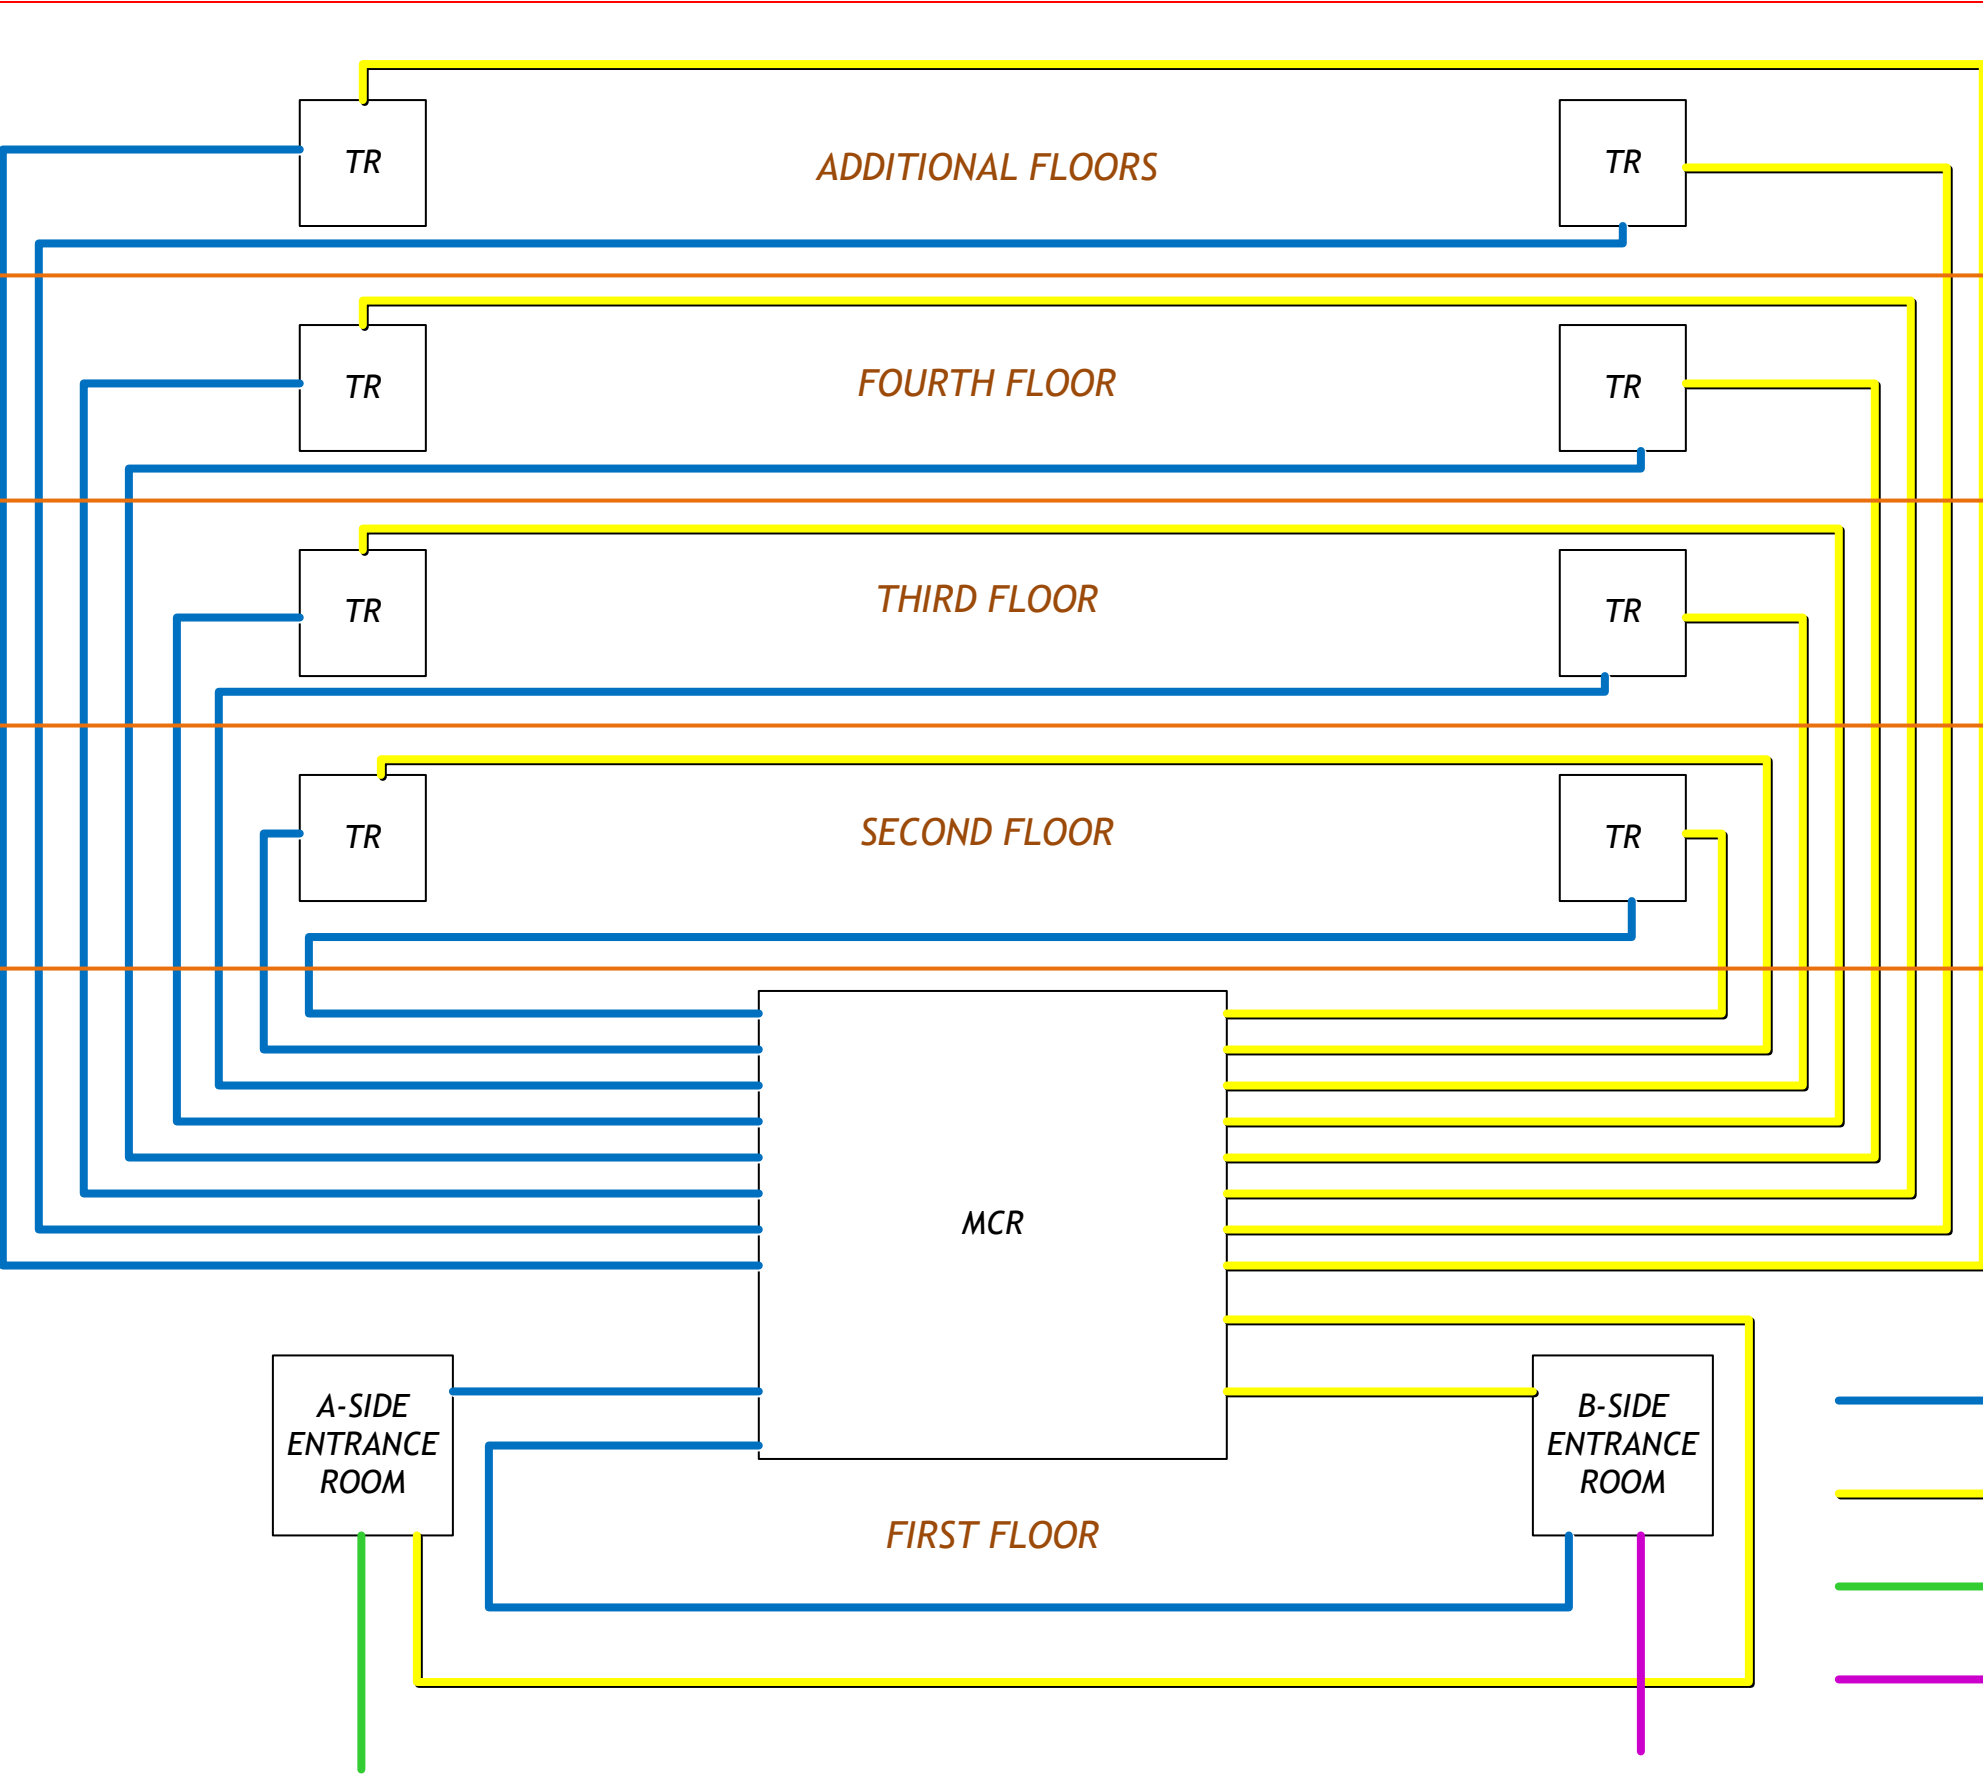 TR
ADDITIONAL FLOORS
TR
TR
FOURTH FLOOR
TR
TR
THIRD FLOOR
TR
TR
SECOND FLOOR
TR
MCR
A-SIDE
ENTRANCE
ROOM
B-SIDE
ENTRANCE
ROOM
FIRST FLOOR